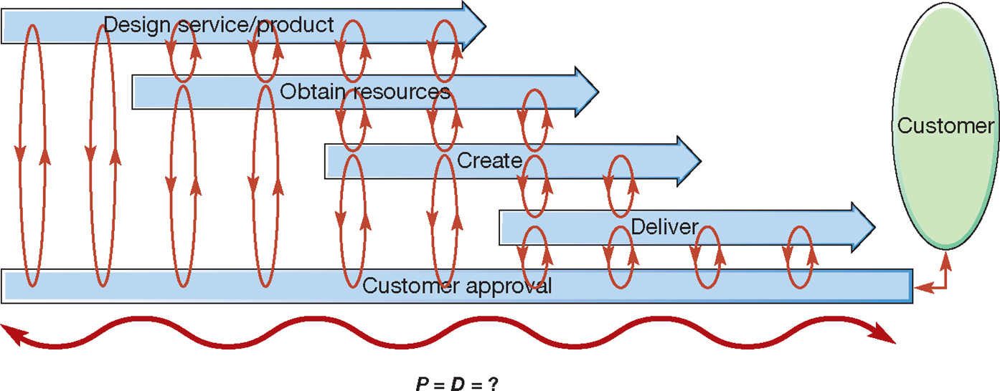 Design service/product
Obtain resources
Customer
Create
Deliver
Customer approval
P = D = ?